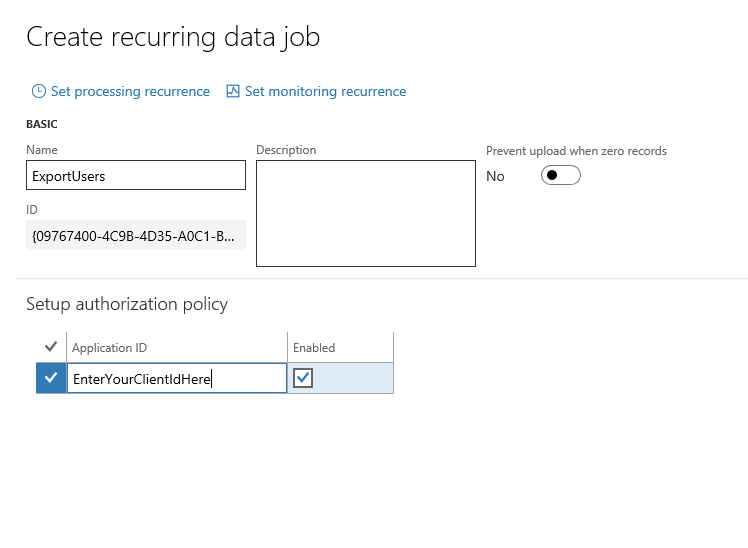 Create recurring data job
Set processing recurrence Set monitoring recurrence
BASIC
Name Description Prevent upload when zero records
ExportUsers No
ID
{09767400-4C9B-4D35-A0C1-B...
Setup authorization policy
Application ID Enabled
EnterYourClientIdHere